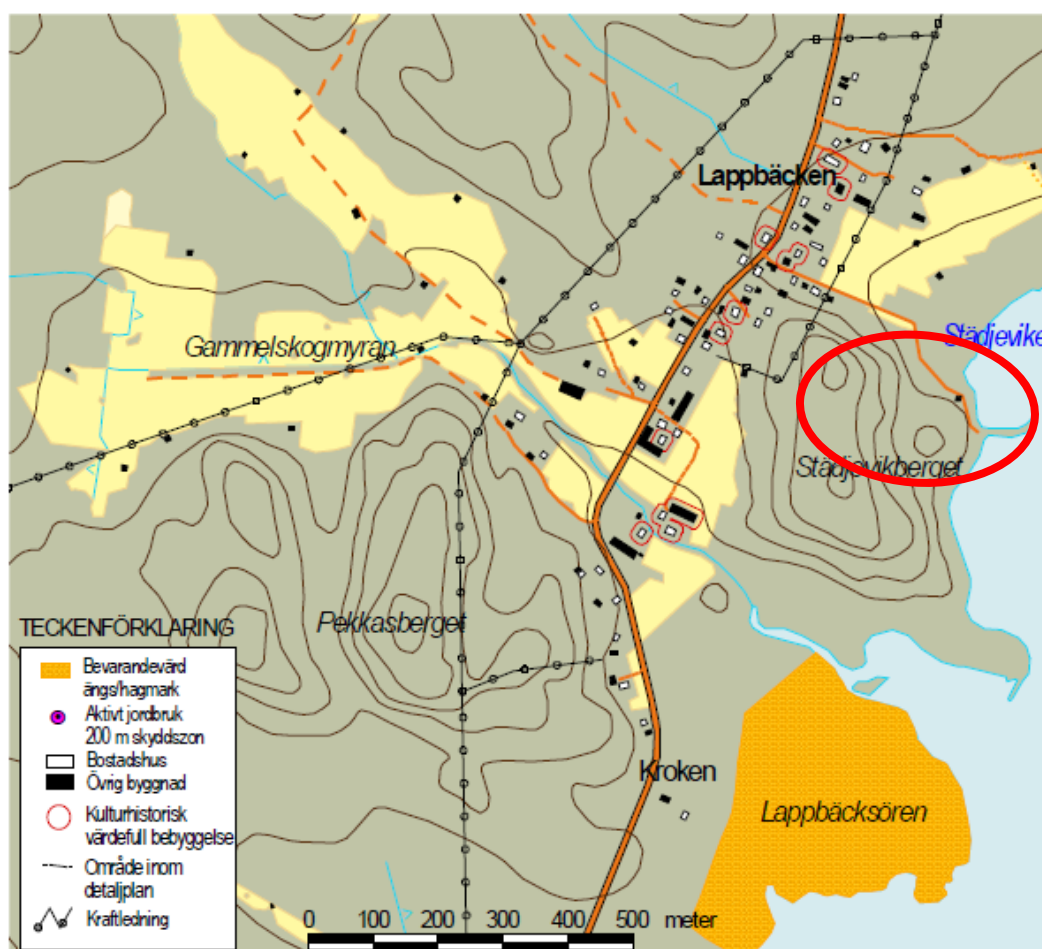 Lappbäcken
Städjevike
Gammelskogmyran
Städjevikberget
Pekkasberget
Kroken
Lappbäcksören
TECKENFÖRKLARING
Bevarandevärd
ängs/hagmark
Aktivt jordbruk
200 m skyddszon
Bostadshus
Övrig byggnad
Kulturhistorisk
värdefull bebyggelse
Område inom
detaljplan
Kraftledning
0 100 200 300 400 500 meter